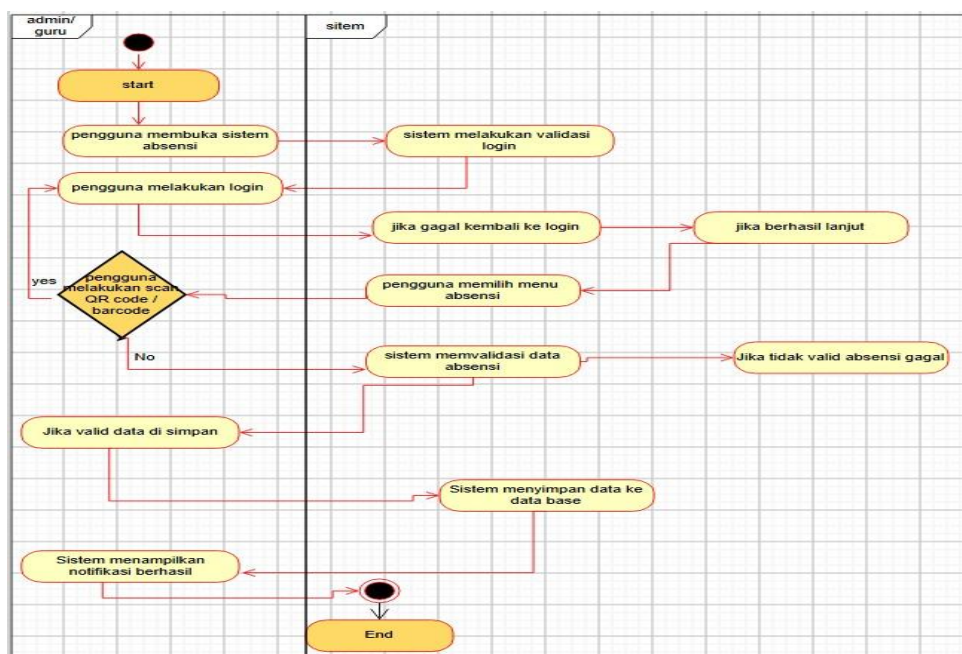 admin/
guru
sitem
start
pengguna membuka sistem
absensi
sistem melakukan validasi
login
pengguna melakukan login
jika gagal kembali ke login
jika berhasil lanjut
yes
pengguna
melakukan scan
QR code /
barcode
pengguna memilih menu
absensi
No
sistem memvalidasi data
absensi
Jika tidak valid absensi gagal
Jika valid data di simpan
Sistem menyimpan data ke
data base
Sistem menampilkan
notifikasi berhasil
End